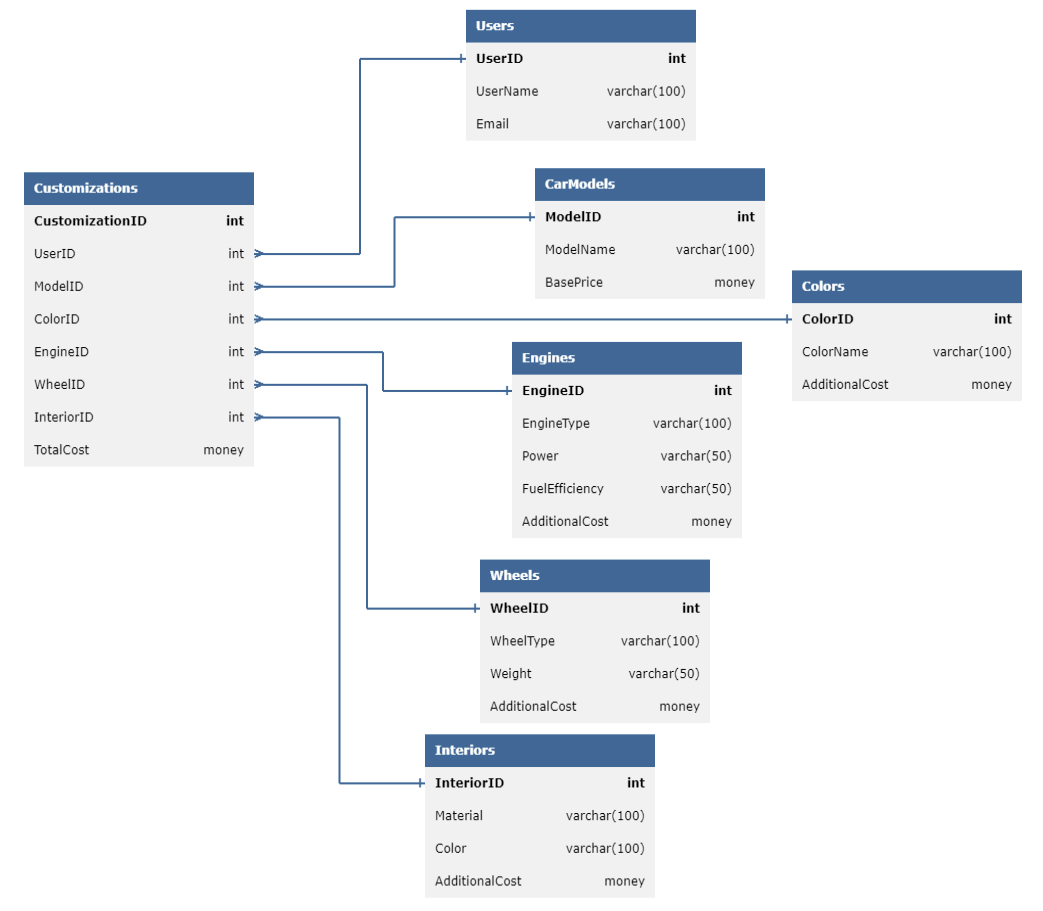 Users
UserID int
UserName varchar(100)
Email varchar(100)
Customizations
CustomizationID int
UserID int
ModelID int
ColorID int
EngineID int
WheelID int
InteriorID int
TotalCost money
CarModels
ModelID int
ModelName varchar(100)
BasePrice money
Colors
ColorID int
ColorName varchar(100)
AdditionalCost money
Engines
EngineID int
EngineType varchar(100)
Power varchar(50)
FuelEfficiency varchar(50)
AdditionalCost money
Wheels
WheelID int
WheelType varchar(100)
Weight varchar(50)
AdditionalCost money
Interiors
InteriorID int
Material varchar(100)
Color varchar(100)
AdditionalCost money